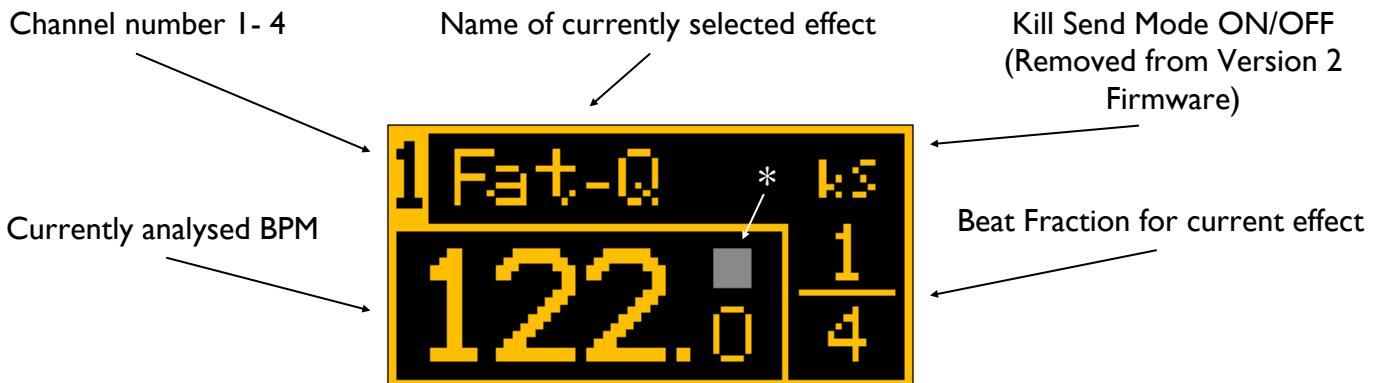 Channel number 1- 4
Name of currently selected effect
Kill Send Mode ON/OFF
(Removed from Version 2
Firmware)
1 Fat-Q * ks
Currently analysed BPM
122.0
1
4
Beat Fraction for current effect